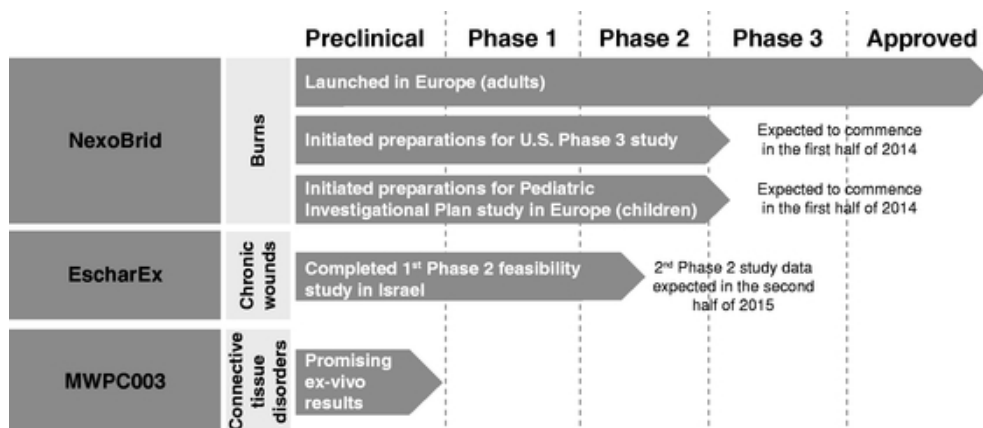 Preclinical Phase 1 Phase 2 Phase 3 Approved
NexoBrid
Burns
Launched in Europe (adults)
Initiated preparations for U.S. Phase 3 study
Expected to commence
in the first half of 2014
Initiated preparations for Pediatric
Investigational Plan study in Europe (children)
Expected to commence
in the first half of 2014
EscharEx
Chronic
wounds
Completed 1st Phase 2 feasibility
study in Israel
2nd Phase 2 study data
expected in the second
half of 2015
MWPC003
Connective
tissue
disorders
Promising
ex-vivo
results